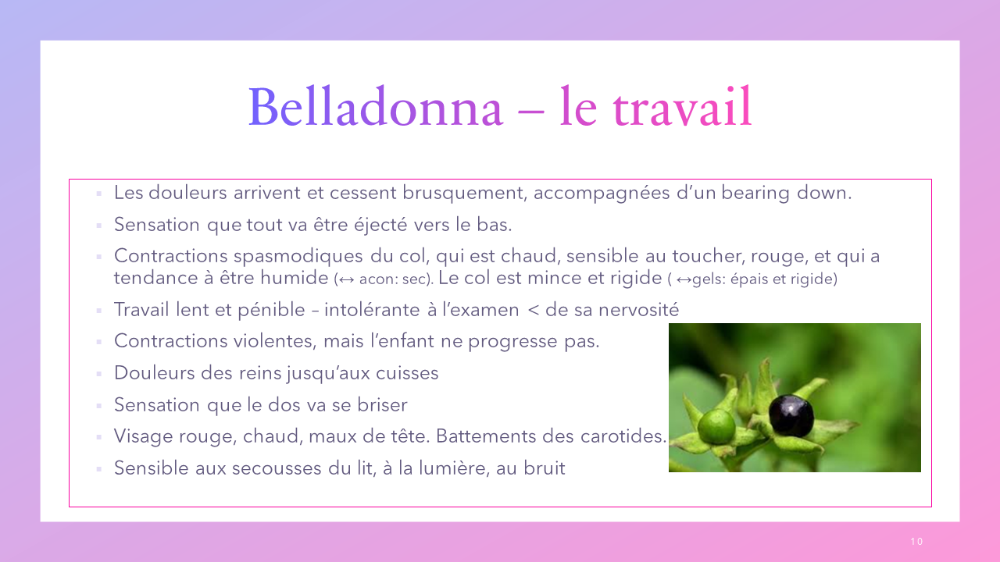 Belladonna – le travail
Les douleurs arrivent et cessent brusquement, accompagnées d’un bearing down.
Sensation que tout va être éjecté vers le bas.
Contractions spasmodiques du col, qui est chaud, sensible au toucher, rouge, et qui a
tendance à être humide (↔ acon: sec). Le col est mince et rigide ( ↔gels: épais et rigide)
Travail lent et pénible – intolérante à l’examen < de sa nervosité
Contractions violentes, mais l’enfant ne progresse pas.
Douleurs des reins jusqu’aux cuisses
Sensation que le dos va se briser
Visage rouge, chaud, maux de tête. Battements des carotides.
Sensible aux secousses du lit, à la lumière, au bruit
10